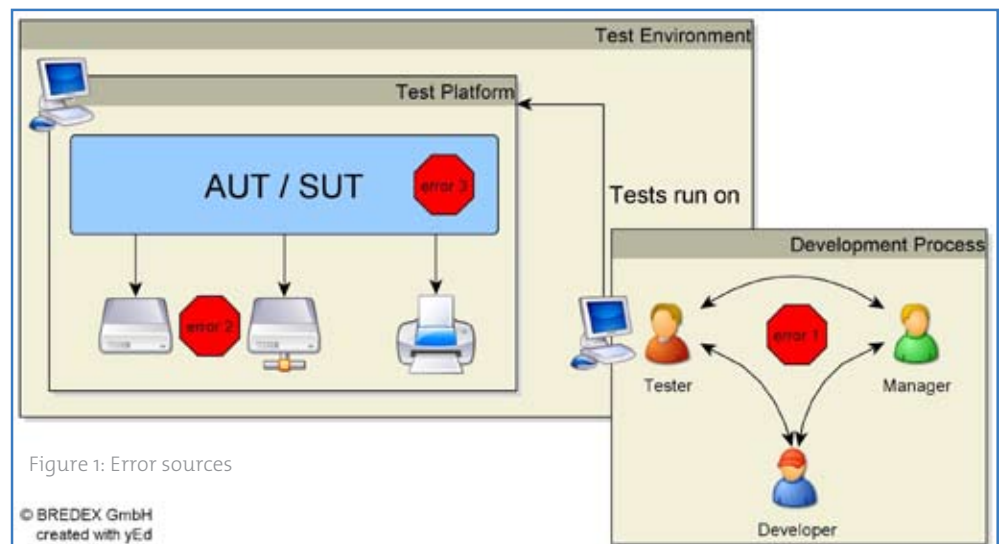 Test Environment
Test Platform
AUT / SUT
error 3
Tests run on
Development Process
error 2
error 1
Tester
Manager
Developer
Figure 1: Error sources
© BREDEX GmbH
created with yEd